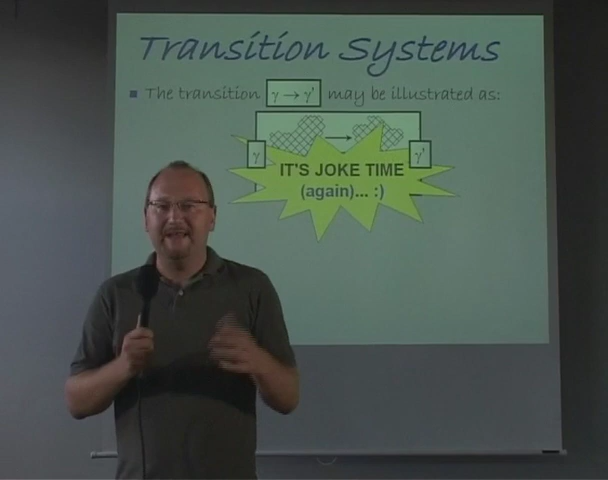 Transition Systems
The transition γ → γ' may be illustrated as:
γ γ'
IT'S JOKE TIME
(again)... :)